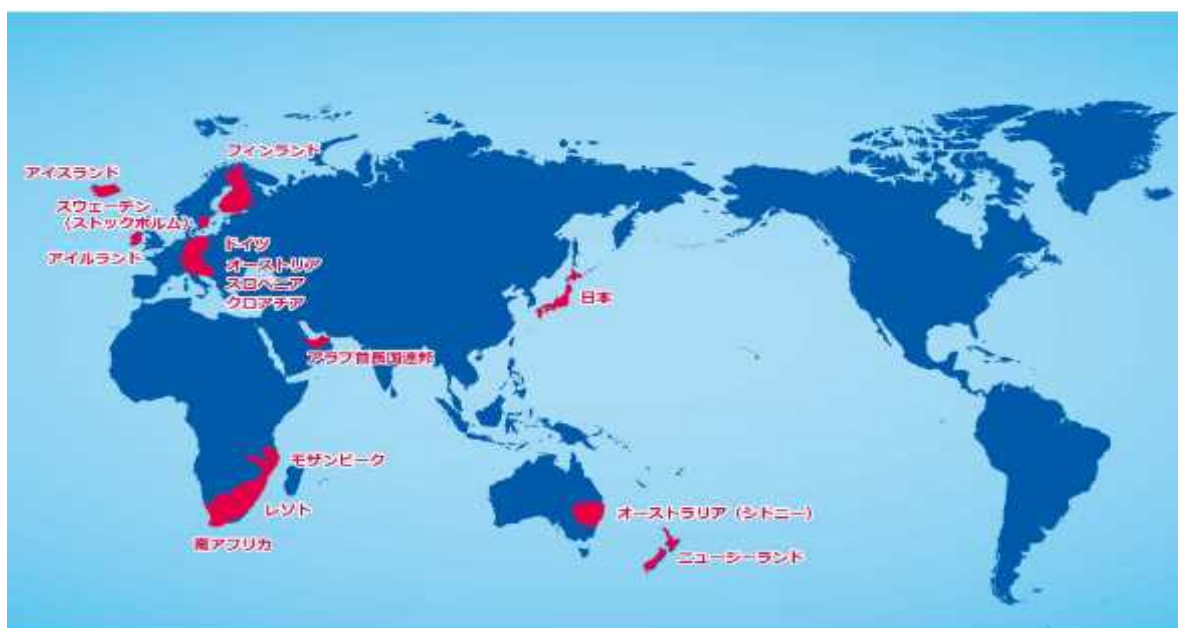 フィンランド
アイスランド
スウェーデン
（ストックホルム）
アイルランド
ドイツ
オーストリア
スロベニア
クロアチア
日本
アラブ首長国連邦
モザンビーク
レソト
南アフリカ
オーストラリア（シドニー）
ニュージーランド